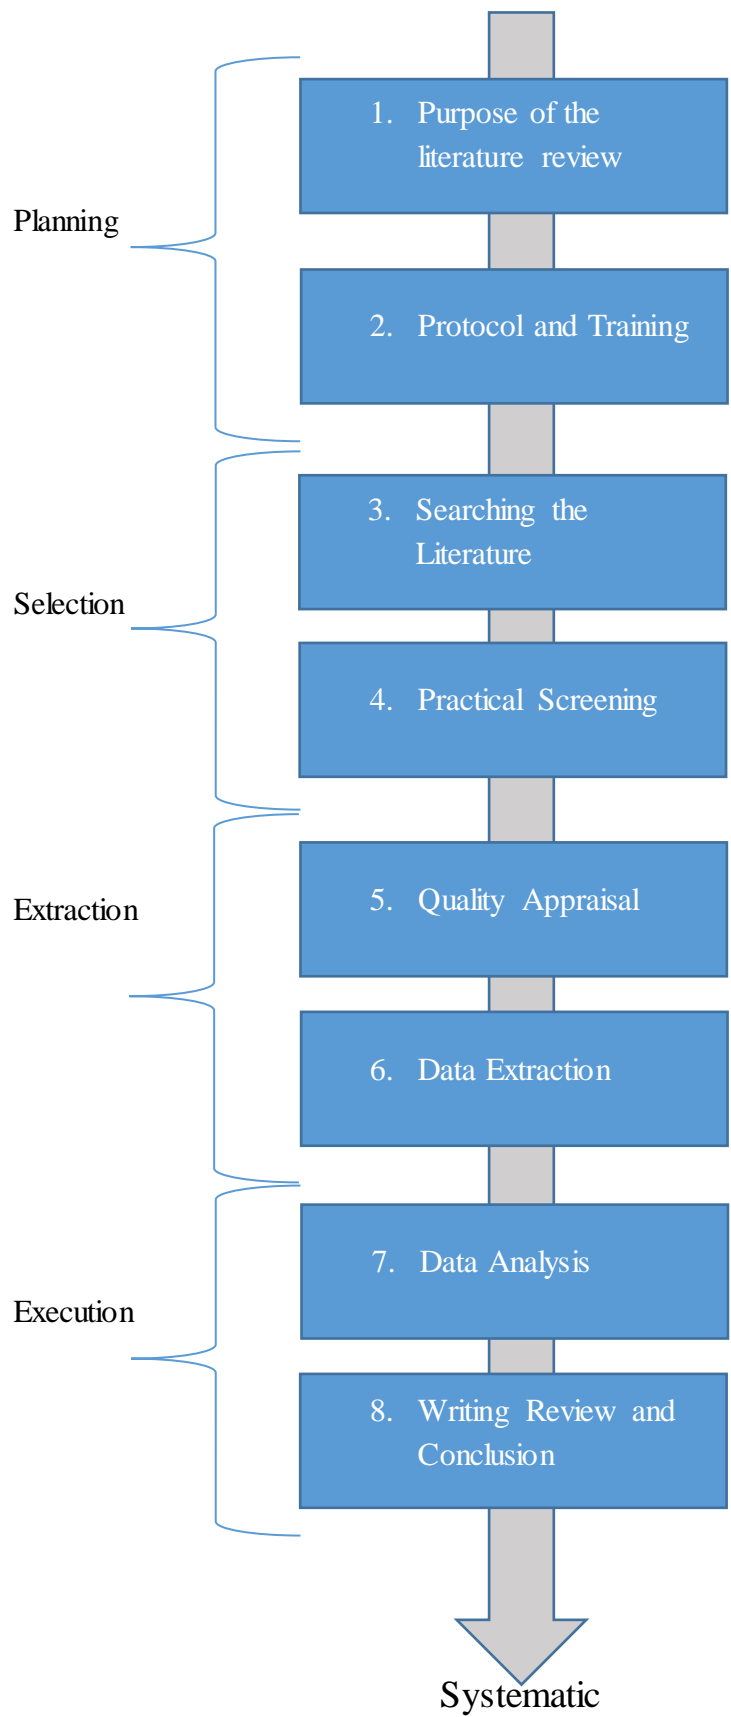 Planning
1. Purpose of the
literature review
2. Protocol and Training
Selection
3. Searching the
Literature
4. Practical Screening
Extraction
5. Quality Appraisal
6. Data Extraction
Execution
7. Data Analysis
8. Writing Review and
Conclusion
Systematic